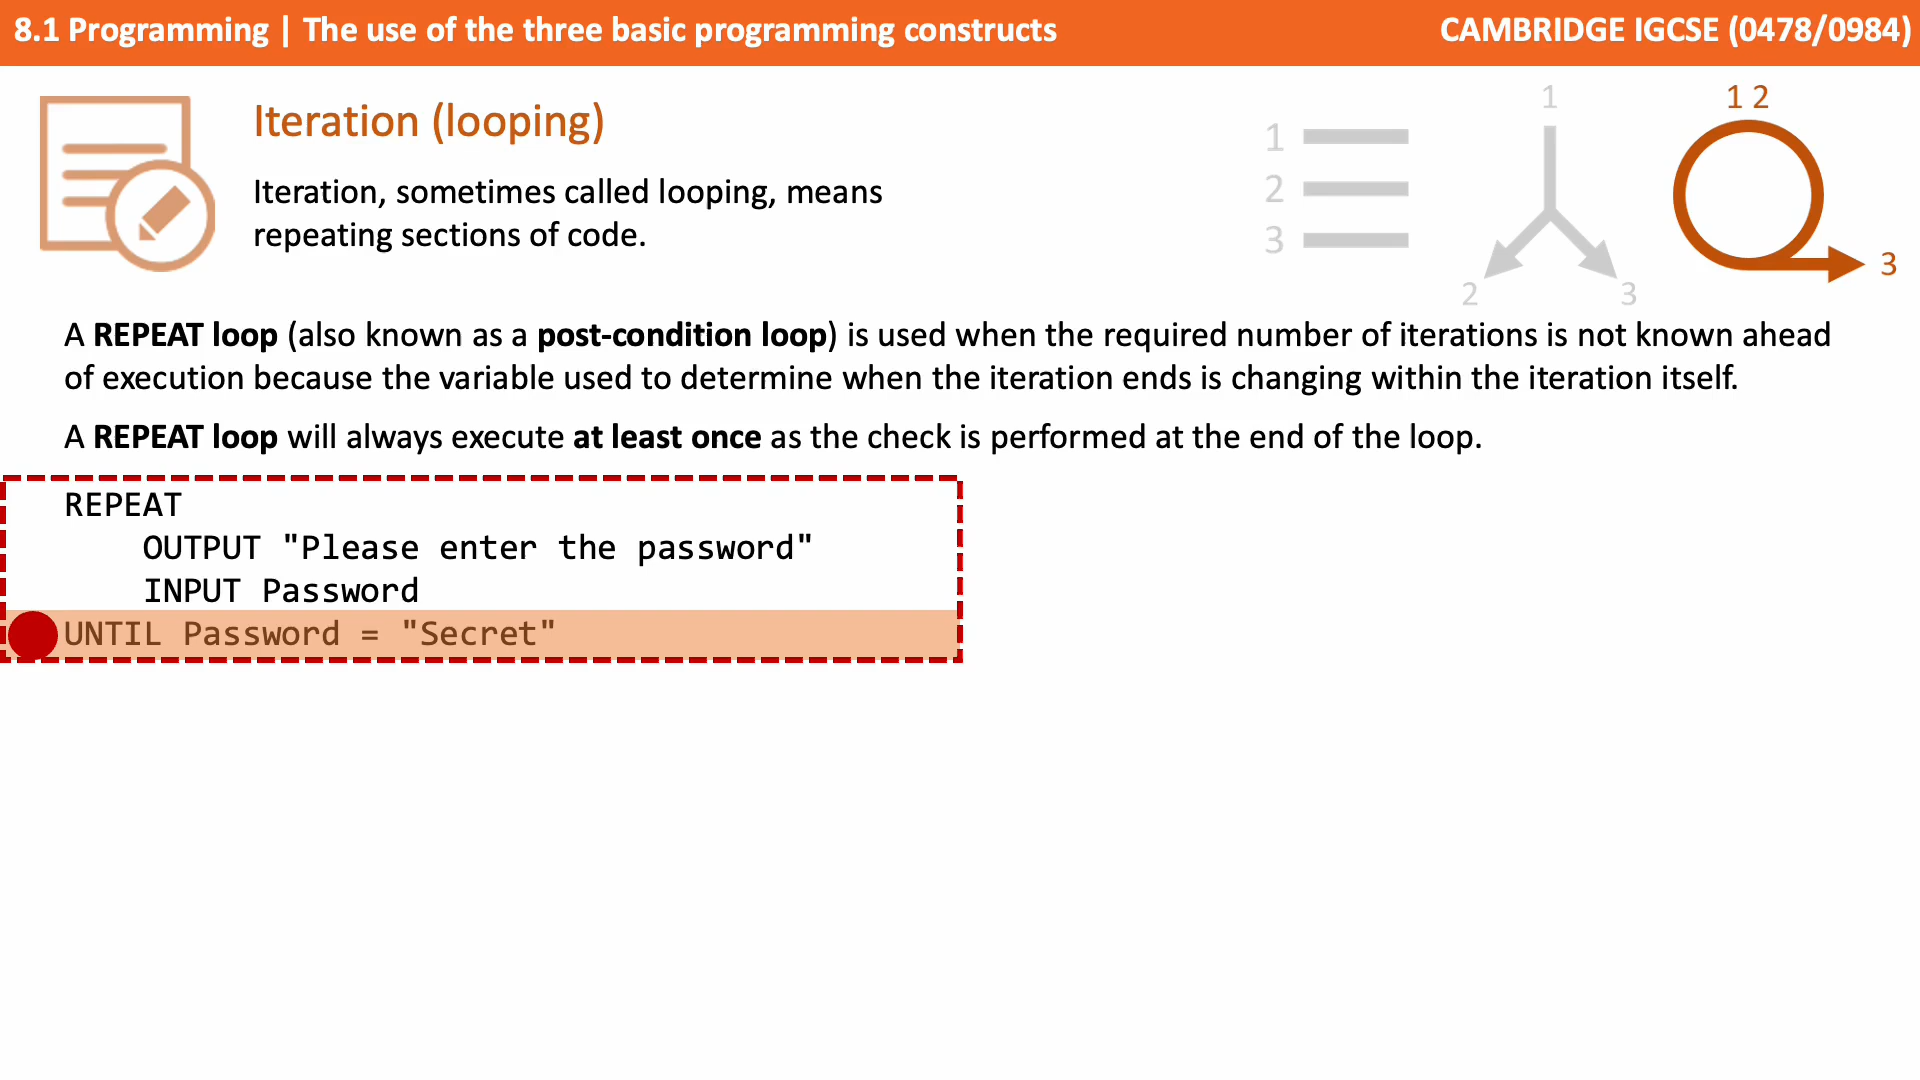 8.1 Programming | The use of the three basic programming constructs
CAMBRIDGE IGCSE (0478/0984)
Iteration (looping)
Iteration, sometimes called looping, means
repeating sections of code.
1
2
3
1
2
3
1 2
3
A REPEAT loop (also known as a post-condition loop) is used when the required number of iterations is not known ahead
of execution because the variable used to determine when the iteration ends is changing within the iteration itself.
A REPEAT loop will always execute at least once as the check is performed at the end of the loop.
REPEAT
OUTPUT "Please enter the password"
INPUT Password
UNTIL Password = "Secret"